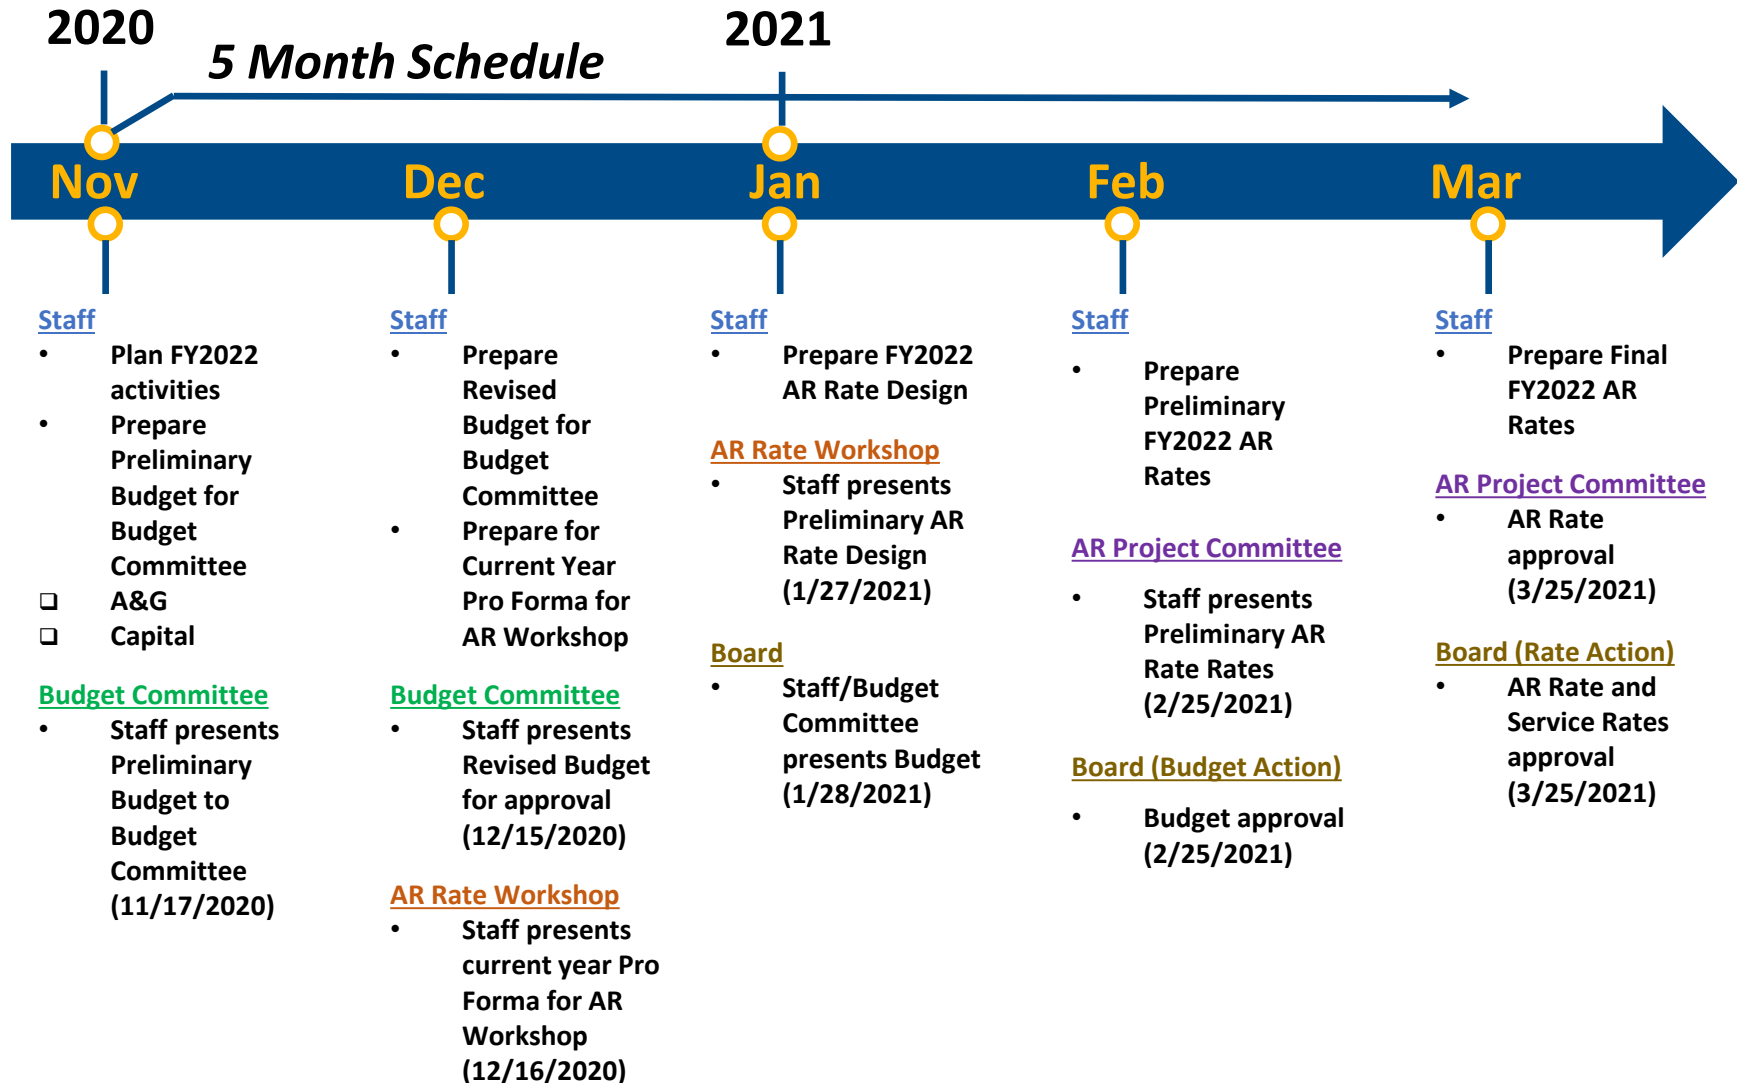 2020
2021
5 Month Schedule
Nov
Dec
Jan
Feb
Mar
Staff
• Plan FY2022
activities
• Prepare
Preliminary
Budget for
Budget
Committee
❑ A&G
❑ Capital
Budget Committee
• Staff presents
Preliminary
Budget to
Budget
Committee
(11/17/2020)
Staff
• Prepare
Revised
Budget for
Budget
Committee
• Prepare for
Current Year
Pro Forma for
AR Workshop
Budget Committee
• Staff presents
Revised Budget
for approval
(12/15/2020)
AR Rate Workshop
• Staff presents
current year Pro
Forma for AR
Workshop
(12/16/2020)
Staff
• Prepare FY2022
AR Rate Design
AR Rate Workshop
• Staff presents
Preliminary AR
Rate Design
(1/27/2021)
Board
• Staff/Budget
Committee
presents Budget
(1/28/2021)
Staff
• Prepare
Preliminary
FY2022 AR
Rates
AR Project Committee
• Staff presents
Preliminary AR
Rate Rates
(2/25/2021)
Board (Budget Action)
• Budget approval
(2/25/2021)
Staff
• Prepare Final
FY2022 AR
Rates
AR Project Committee
• AR Rate
approval
(3/25/2021)
Board (Rate Action)
• AR Rate and
Service Rates
approval
(3/25/2021)